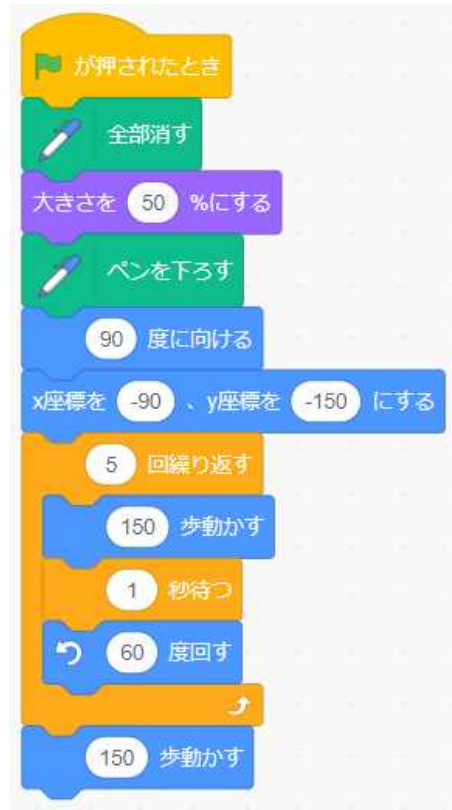 が押されたとき
全部消す
大きさを 50 %にする
ペンを下ろす
90 度に向ける
x座標を -90 、y座標を -150 にする
5 回繰り返す
150 歩動かす
1 秒待つ
60 度回す
150 歩動かす